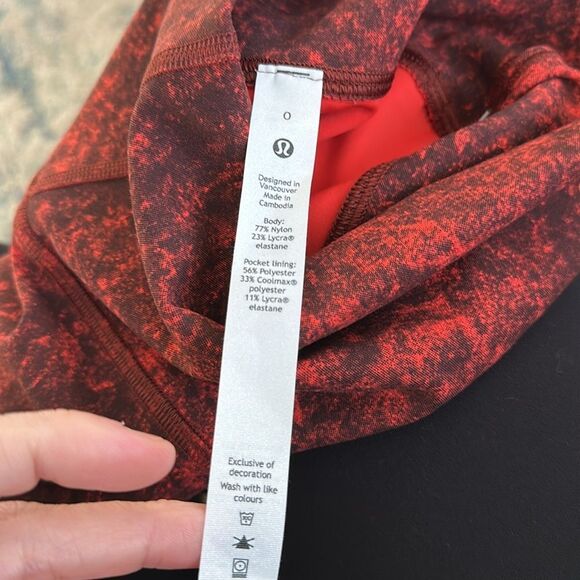 0
Designed in
Vancouver
Made in
Cambodia
Body:
77% Nylon
23% Lycra®
elastane
Pocket lining:
56% Polyester
33% Coolmax®
polyester
11% Lycra®
elastane
Exclusive of
decoration
Wash with like
colours